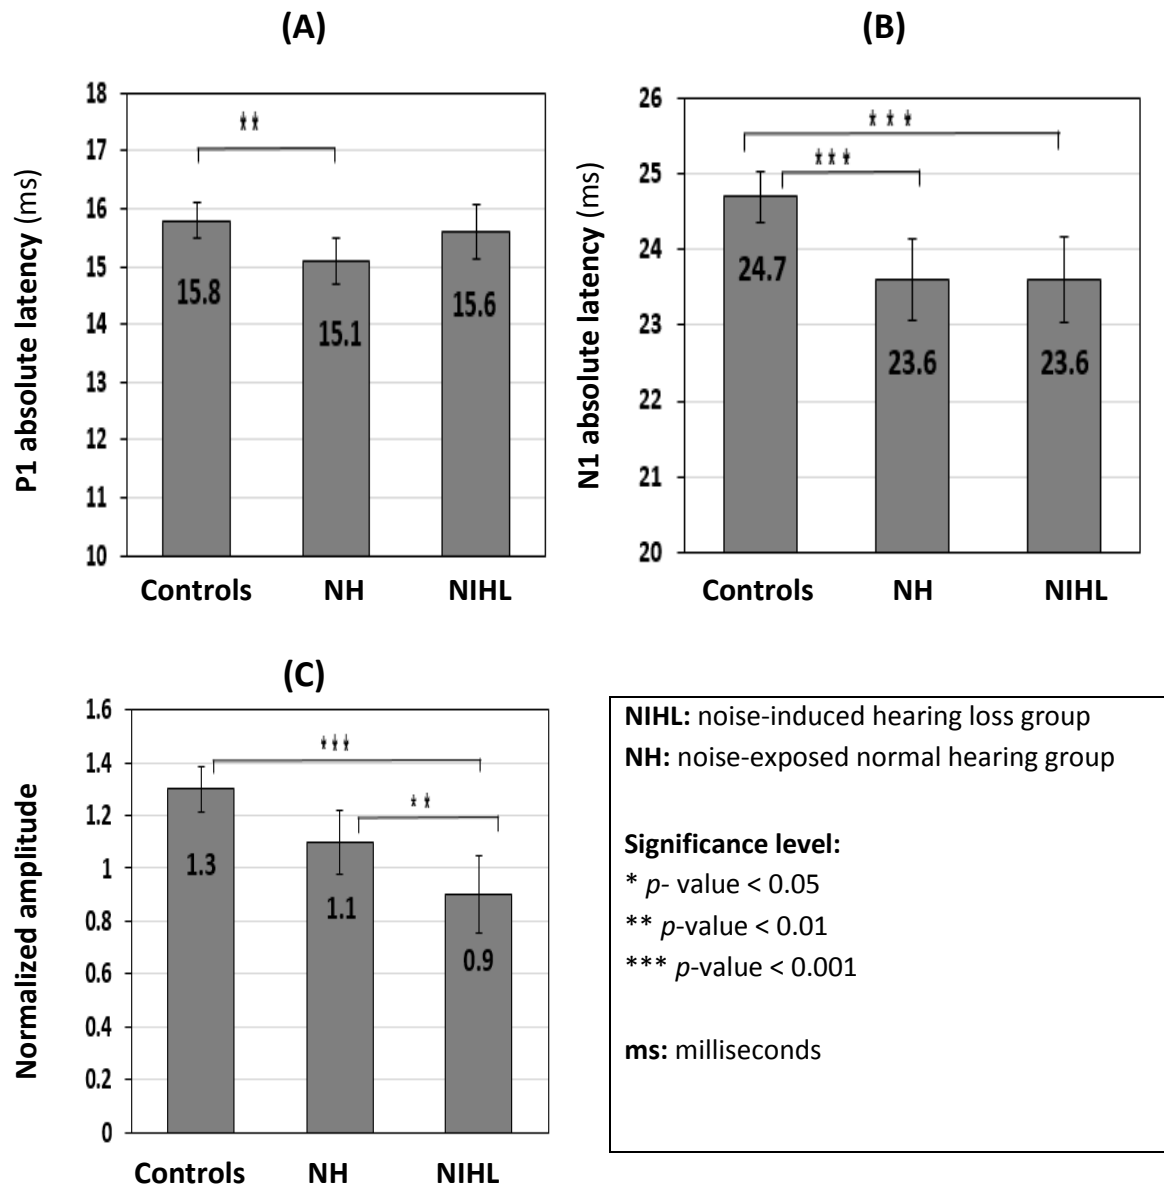 (A)
P1 absolute latency (ms)
18
17
16
15
14
13
12
11
10
**
15.8
15.1
15.6
Controls NH NIHL
(B)
N1 absolute latency (ms)
26
25
24
23
22
21
20
***
***
24.7
23.6
23.6
Controls NH NIHL
(C)
Normalized amplitude
1.6
1.4
1.2
1
0.8
0.6
0.4
0.2
0
***
**
1.3
1.1
0.9
Controls NH NIHL
NIHL: noise-induced hearing loss group
NH: noise-exposed normal hearing group
Significance level:
* p- value < 0.05
** p-value < 0.01
*** p-value < 0.001
ms: milliseconds